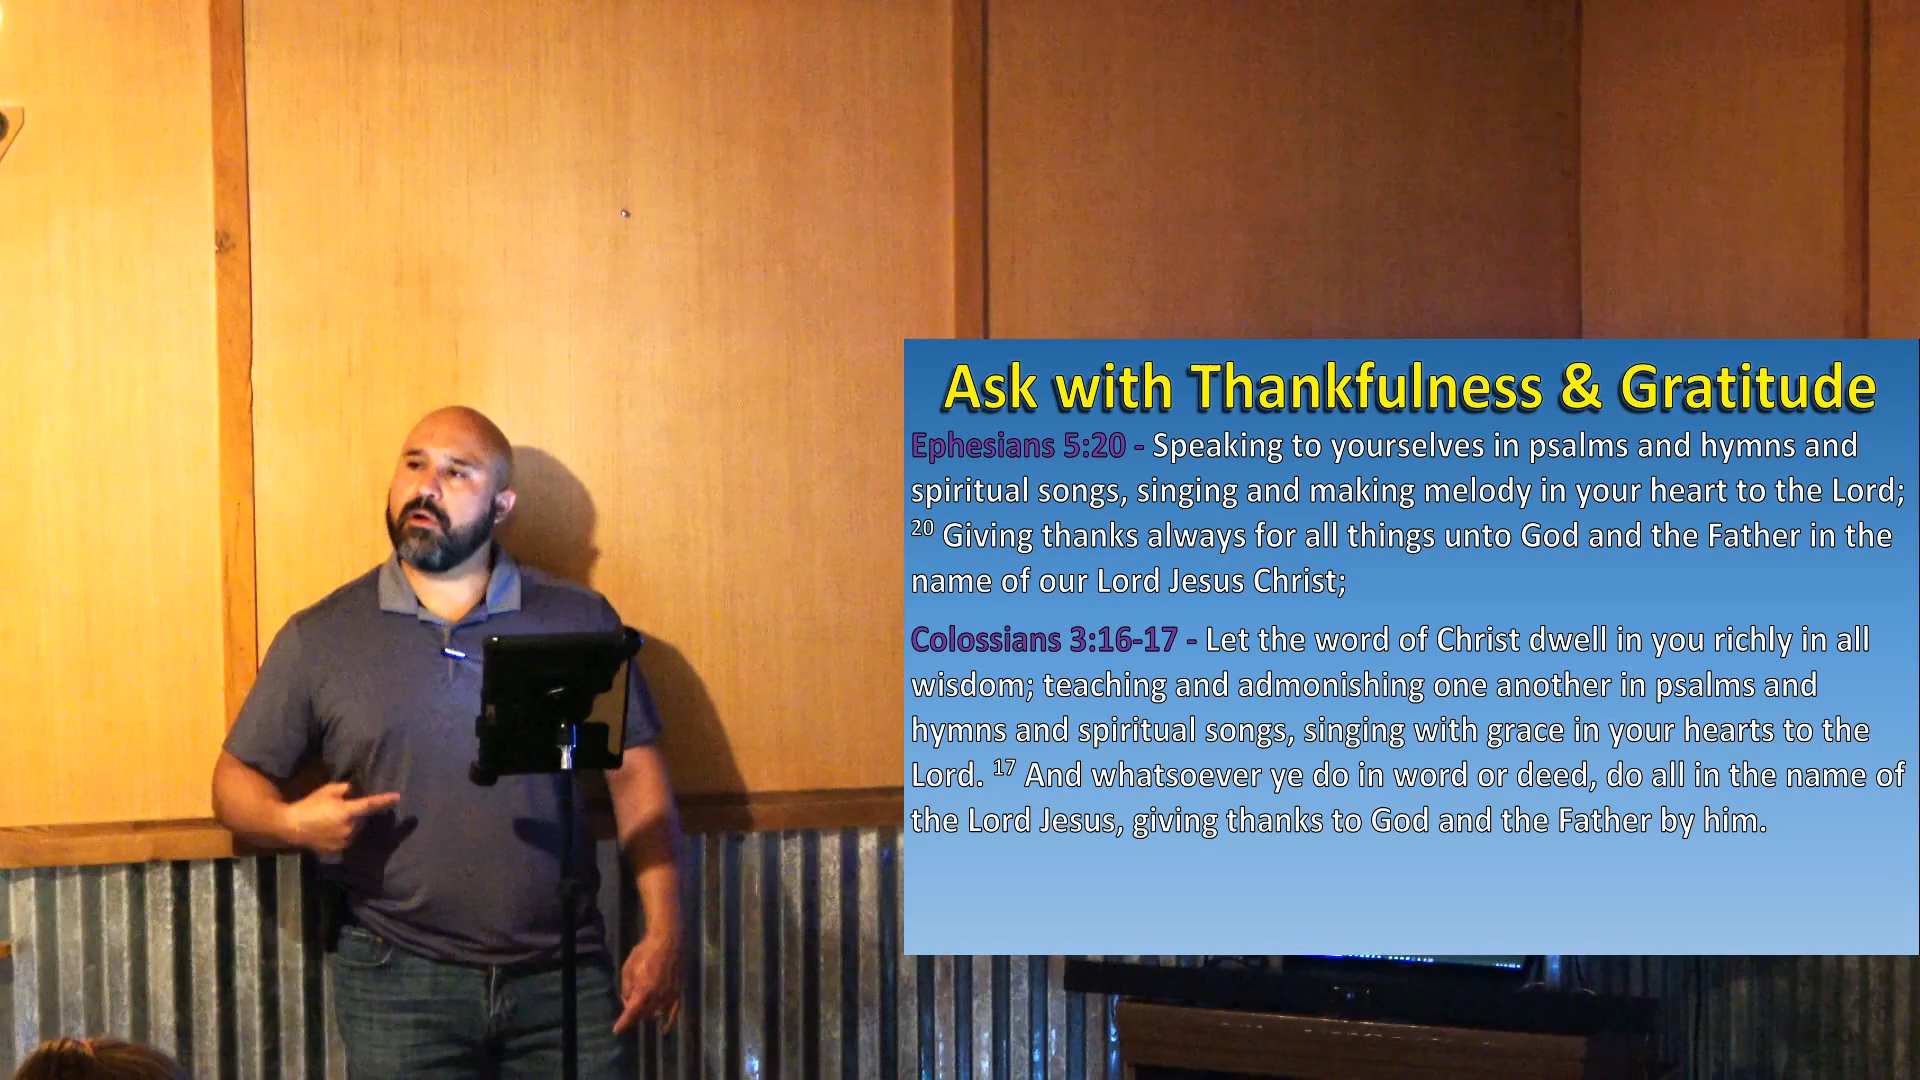 Ask with Thankfulness & Gratitude
Ephesians 5:20 - Speaking to yourselves in psalms and hymns and
spiritual songs, singing and making melody in your heart to the Lord;
20 Giving thanks always for all things unto God and the Father in the
name of our Lord Jesus Christ;
Colossians 3:16-17 - Let the word of Christ dwell in you richly in all
wisdom; teaching and admonishing one another in psalms and
hymns and spiritual songs, singing with grace in your hearts to the
Lord. 17 And whatsoever ye do in word or deed, do all in the name of
the Lord Jesus, giving thanks to God and the Father by him.